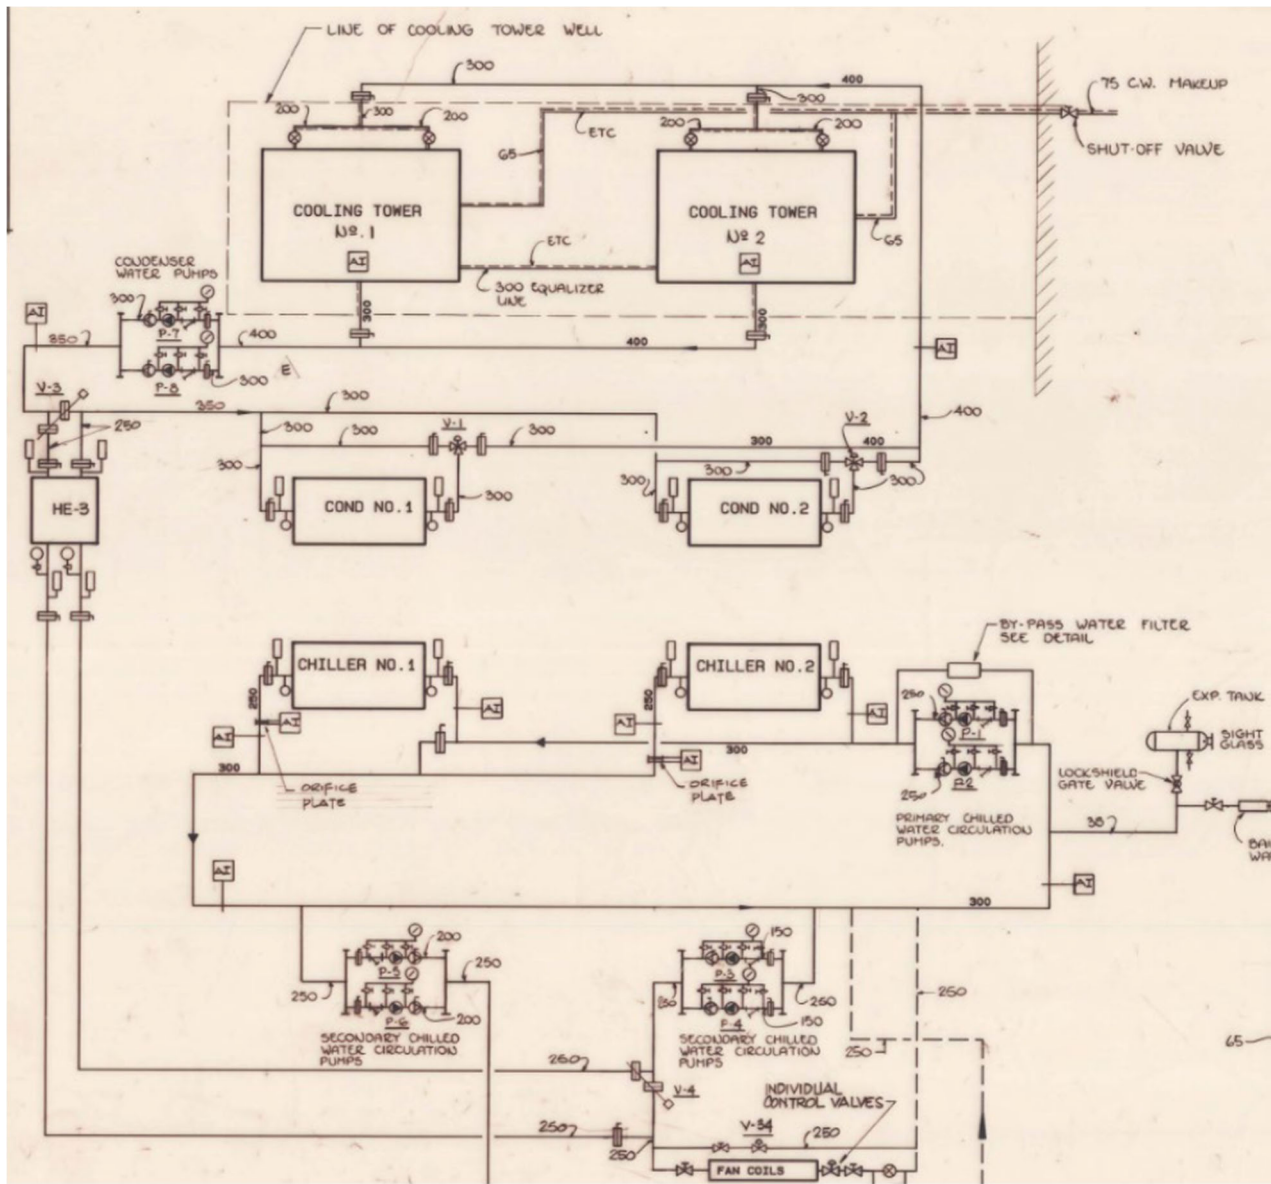 LINE OF COOLING TOWER WELL
300
400
75 C.W. MAKEUP
300
200
300
200
ETC
200
200
65
SHUT-OFF VALVE
COOLING TOWER
Nº.1
AI
COOLING TOWER
Nº 2
AI
65
ETC
300 EQUALIZER
LINE
CONDENSER
WATER PUMPS
300
AI
P-7
350
400
300
300
400
AI
E
P-8
300
V-3
350
300
400
250
300
300
V-1
300
V-2
300
400
300
300
300
300
300
HE-3
COND NO.1
COND NO.2
BY-PASS WATER FILTER
SEE DETAIL
CHILLER NO.1
CHILLER NO.2
250
250
250
EXP. TANK
AI
AI
AI
AI
AI
P-1
SIGHT
GLASS
AI
300
300
AI
P-2
250
LOCKSHIELD
GATE VALVE
ORIFICE
PLATE
ORIFICE
PLATE
PRIMARY CHILLED
WATER CIRCULATION
PUMPS.
38
AI
AI
300
200
150
P-5
P-3
250
250
250
P-6
200
P-4
150
250
SECONDARY CHILLED
WATER CIRCULATION
PUMPS
SECONDARY CHILLED
WATER CIRCULATION
PUMPS
250
65
250
V-4
INDIVIDUAL
CONTROL VALVES
250
V-34
250
250
FAN COILS